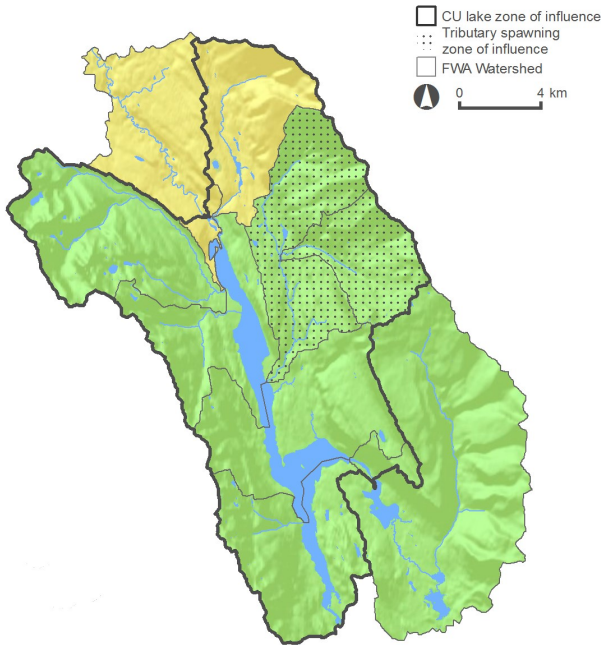 CU lake zone of influence
Tributary spawning
zone of influence
FWA Watershed
0 4 km